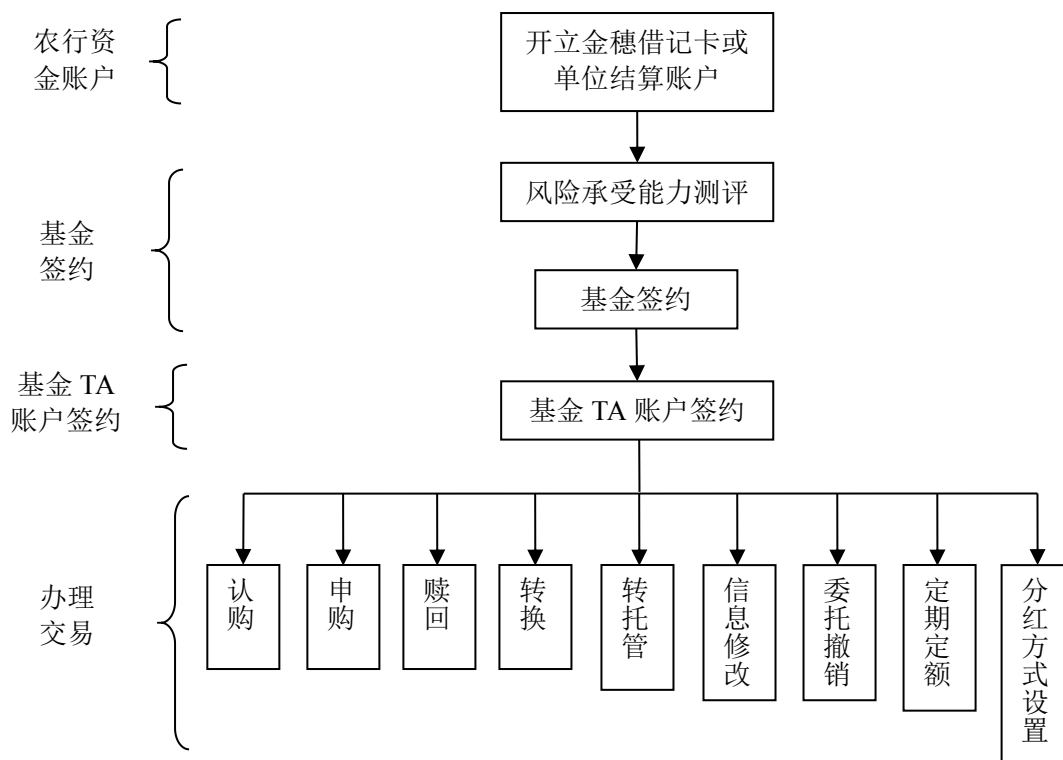 农行资
金账户
开立金穗借记卡或
单位结算账户
风险承受能力测评
基金
签约
基金签约
基金 TA
账户签约
基金 TA 账户签约
办理
交易
认购
申购
赎回
转换
转托管
信息修改
委托撤销
定期定额
分红方式设置